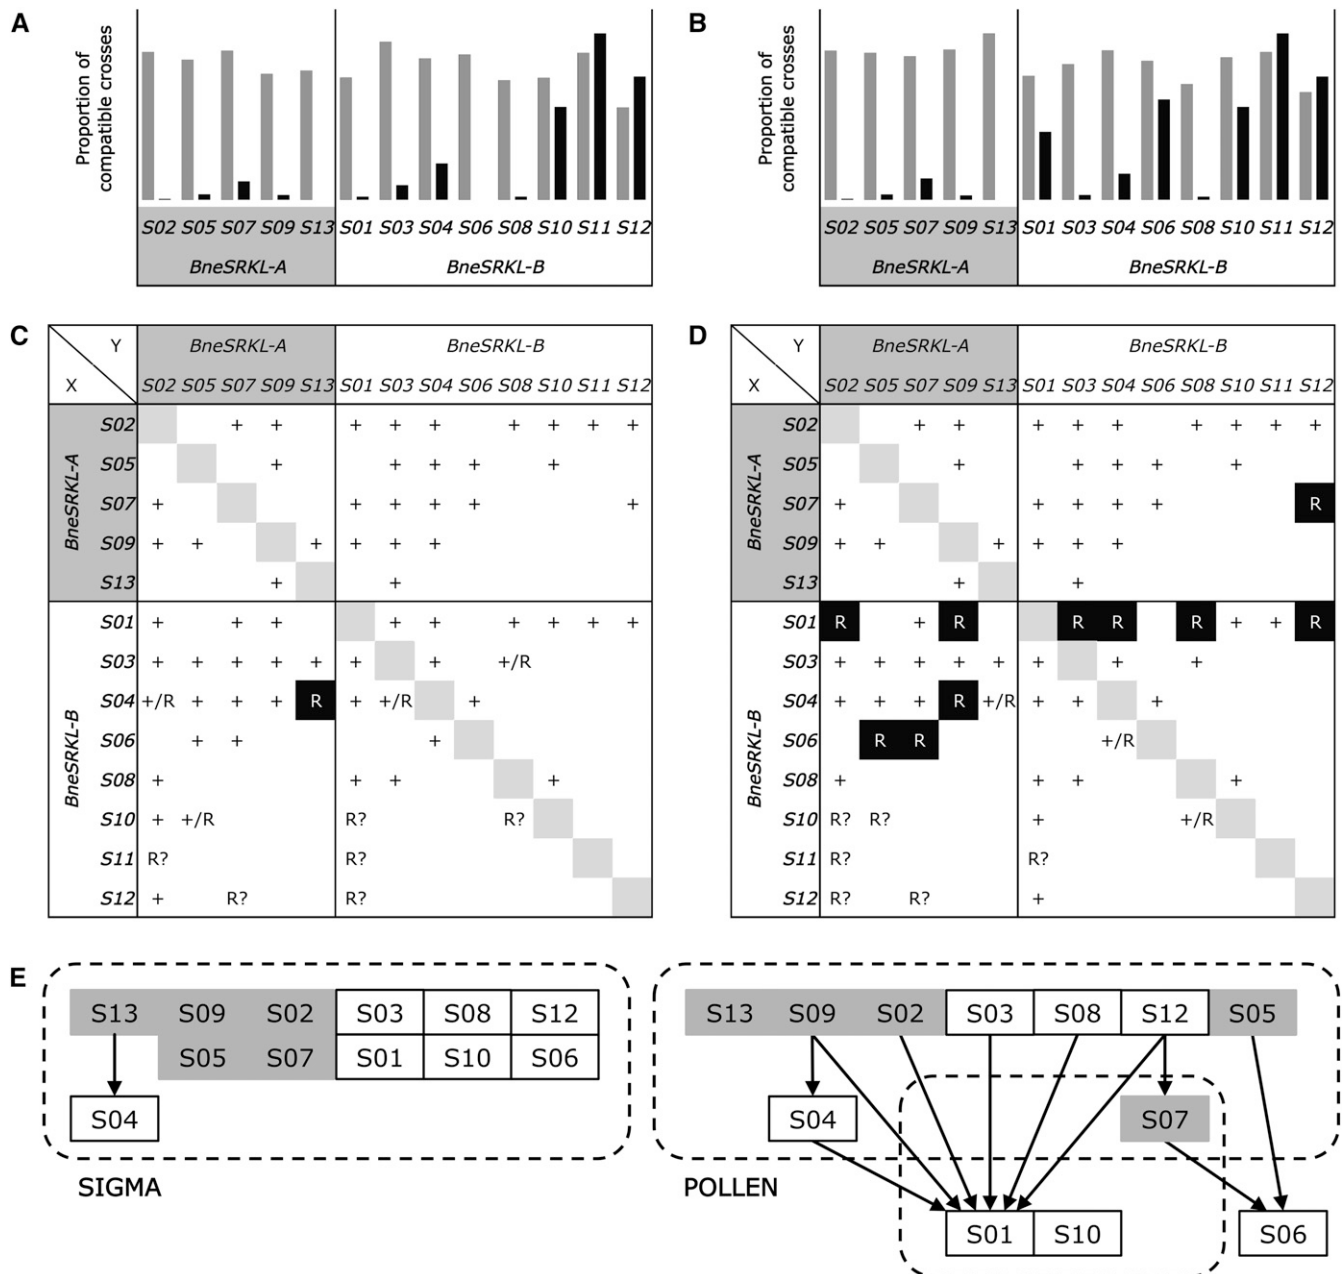 A
Proportion of
compatible crosses
S02 S05 S07 S09 S13 S01 S03 S04 S06 S08 S10 S11 S12
BneSRKL-A BneSRKL-B
B
Proportion of
compatible crosses
S02 S05 S07 S09 S13 S01 S03 S04 S06 S08 S10 S11 S12
BneSRKL-A BneSRKL-B
C
Y BneSRKL-A BneSRKL-B
X S02 S05 S07 S09 S13 S01 S03 S04 S06 S08 S10 S11 S12
BneSRKL-A
S02 + + + + + + + + +
S05 + + + + +
S07 + + + + + +
S09 + + + + + +
S13 + +
BneSRKL-B
S01 + + + + + + + + +
S03 + + + + + + + +/R
S04 +/R + + + R + +/R +
S06 + + +
S08 + + + +
S10 + +/R R? R?
S11 R? R?
S12 + R? R?
D
Y BneSRKL-A BneSRKL-B
X S02 S05 S07 S09 S13 S01 S03 S04 S06 S08 S10 S11 S12
BneSRKL-A
S02 + + + + + + + + +
S05 + + + + +
S07 + + + + + R
S09 + + + + + +
S13 + +
BneSRKL-B
S01 R + R R R R + + R
S03 + + + + + + + +
S04 + + + R +/R + + +
S06 R R +/R
S08 + + + +
S10 R? R? + +/R
S11 R? R?
S12 R? R? +
E
S13 S09 S02 S03 S08 S12
S05 S07 S01 S10 S06
S04
SIGMA
S13 S09 S02 S03 S08 S12 S05
S04 S07
POLLEN
S01 S10 S06